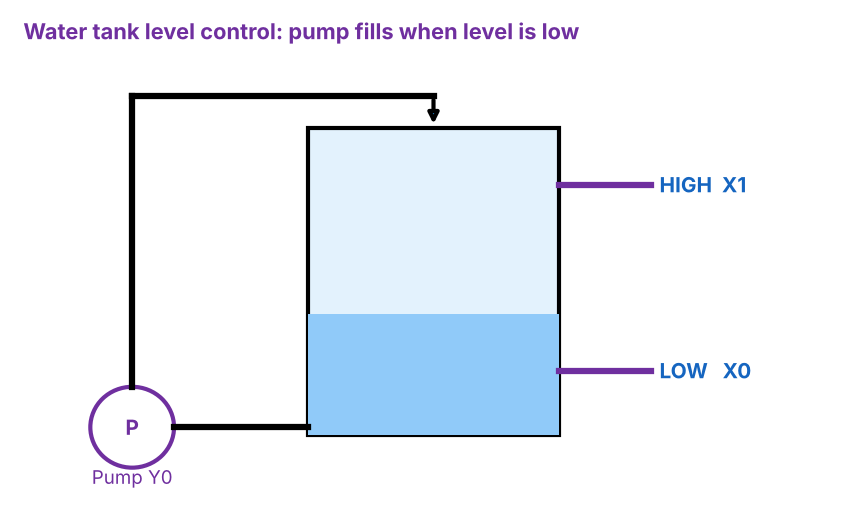 Water tank level control: pump fills when level is low
HIGH X1
LOW X0
P
Pump Y0